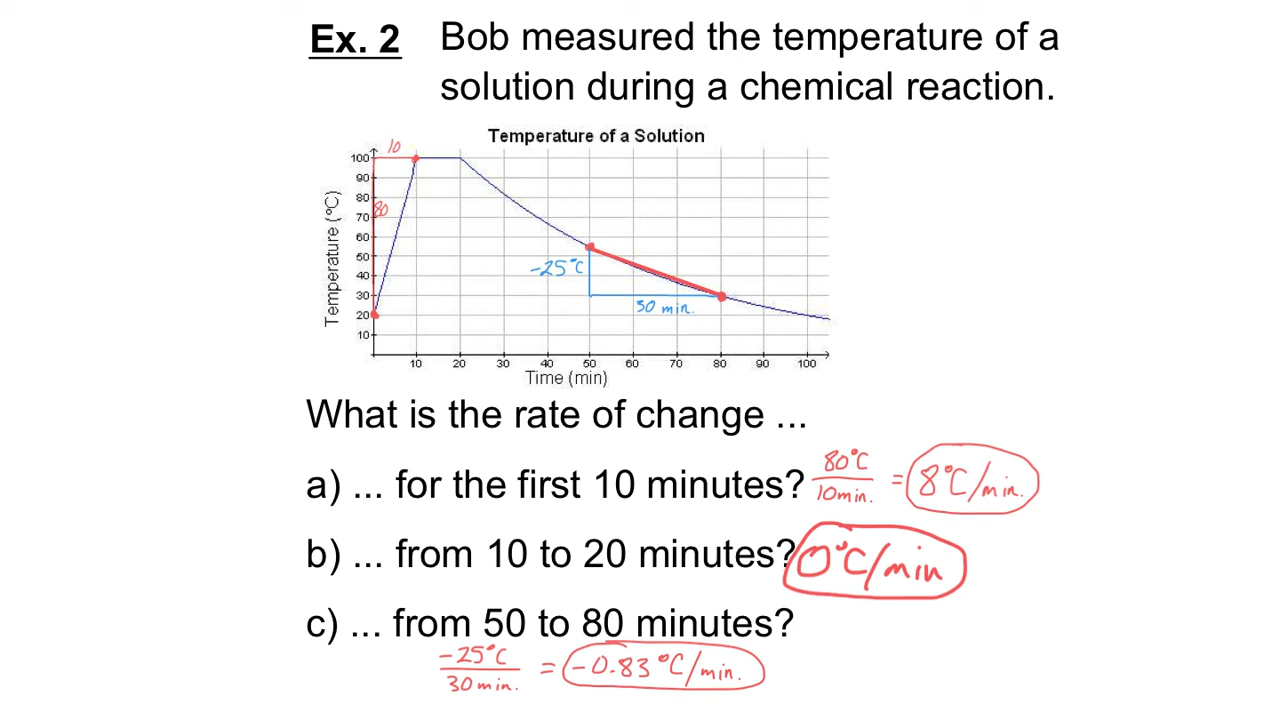 Ex. 2 Bob measured the temperature of a
solution during a chemical reaction.
Temperature of a Solution
10
100
90
80
80
70
60
50
40
30
20
10
Temperature (°C)
-25°C
30 min.
10 20 30 40 50 60 70 80 90 100
Time (min)
What is the rate of change ...
a) ... for the first 10 minutes? 80°C / 10min. = 8°C/min.
b) ... from 10 to 20 minutes? 0°C/min
c) ... from 50 to 80 minutes?
-25°C / 30 min. = -0.83°C/min.